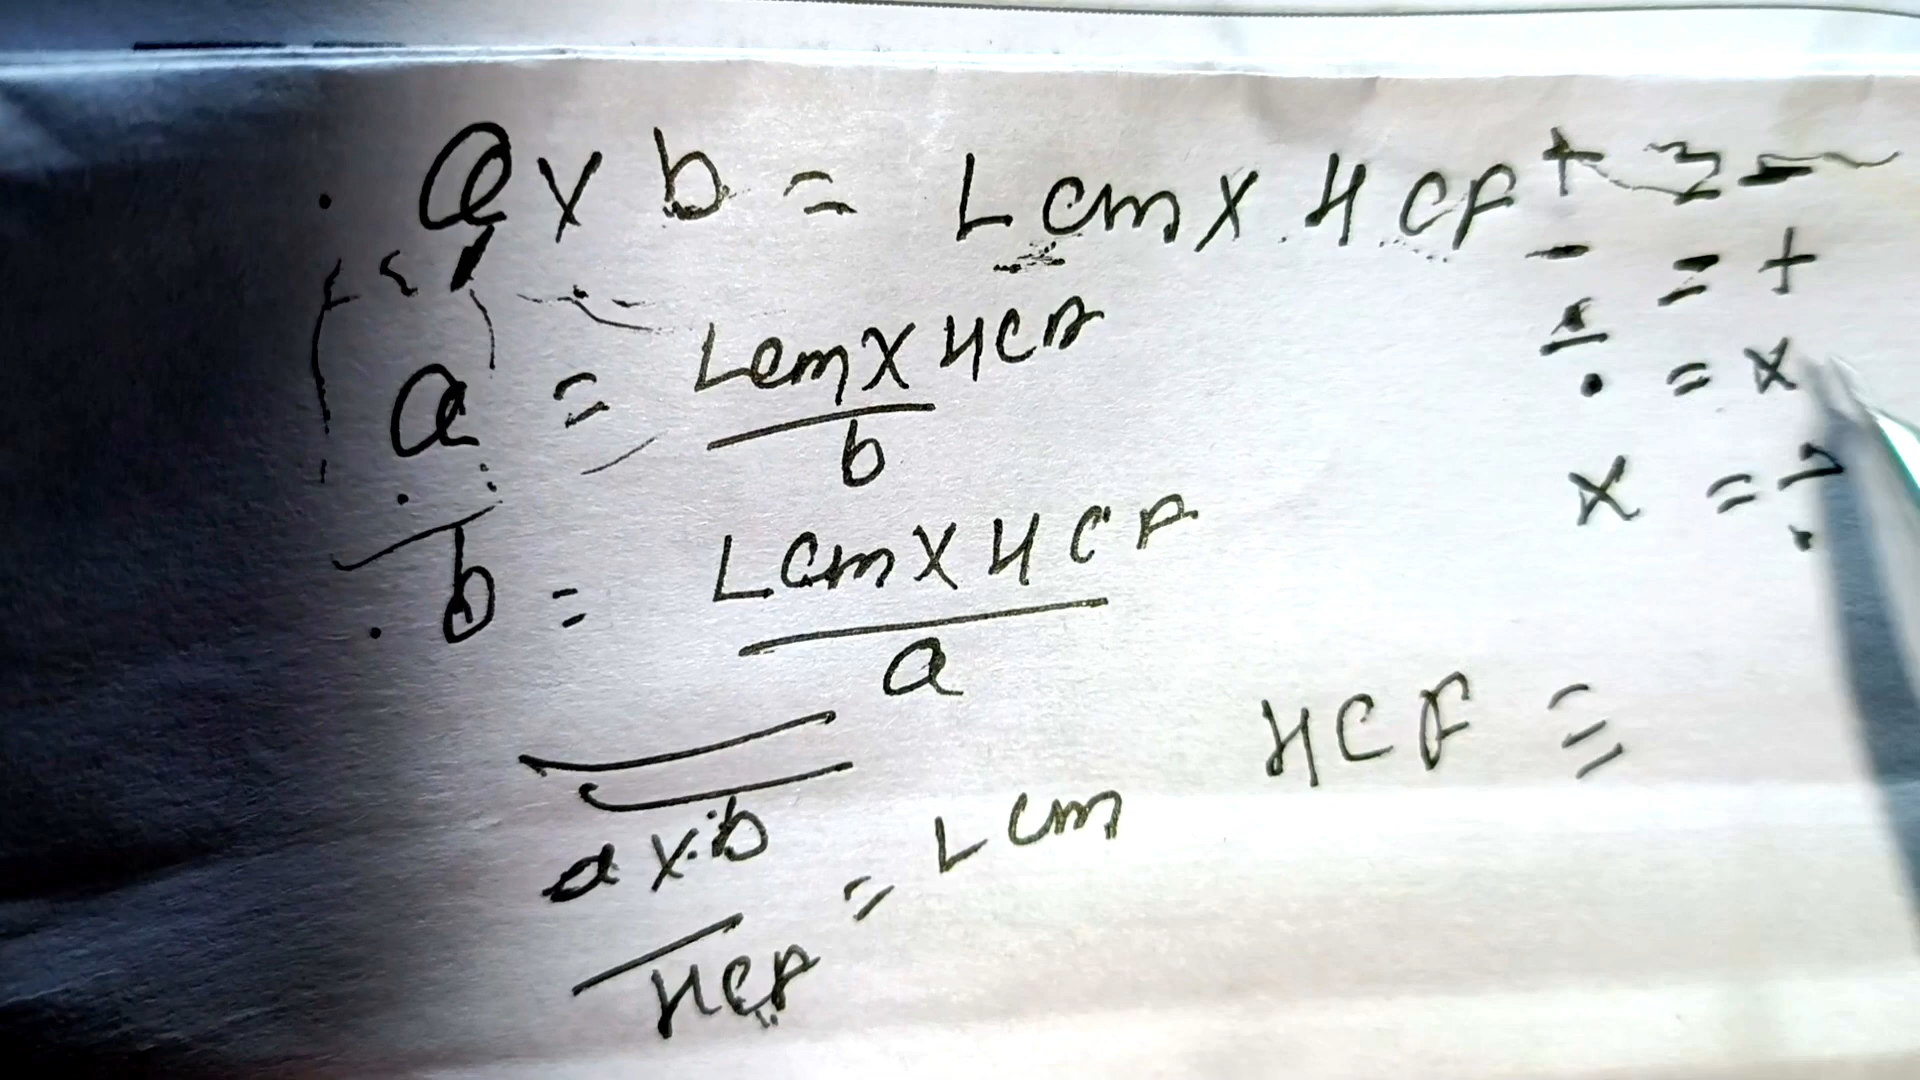 a x b = Lcm x HCF
a = Lcm x HCF
b
b = Lcm x HCF
a
a x b
HCF = Lcm
HCF =
+ = -
- = +
÷ = x
x = ÷